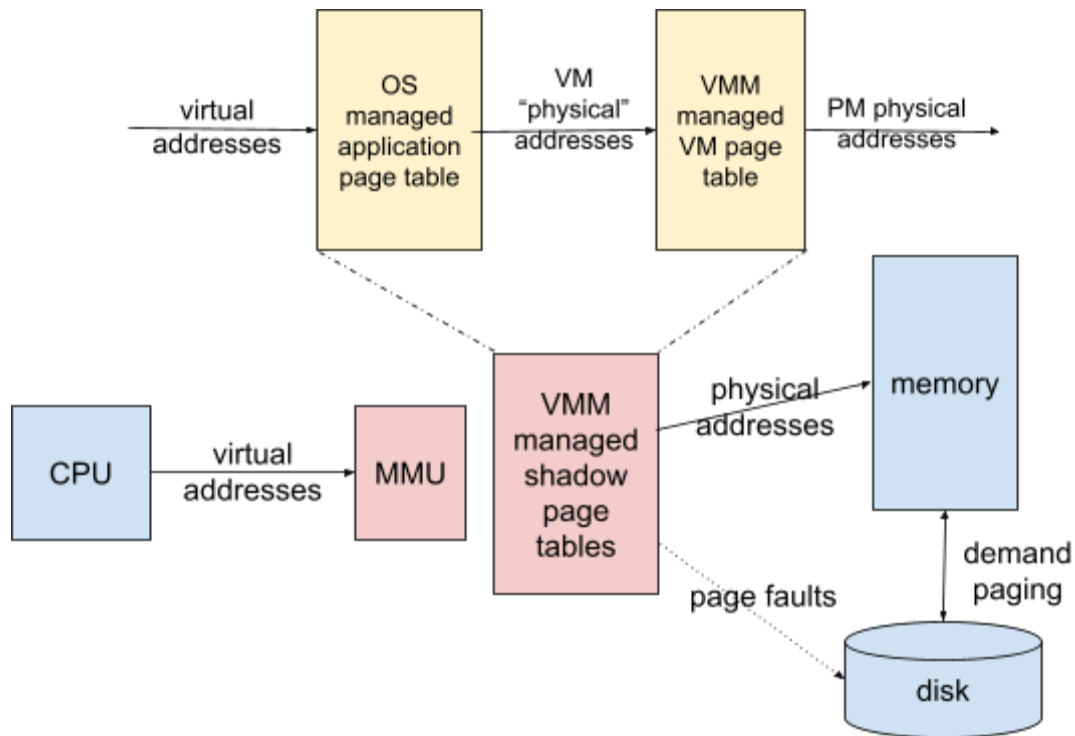 virtual
addresses
OS
managed
application
page table
VM
“physical”
addresses
VMM
managed
VM page
table
PM physical
addresses
CPU
virtual
addresses
MMU
VMM
managed
shadow
page
tables
physical
addresses
memory
page faults
demand
paging
disk